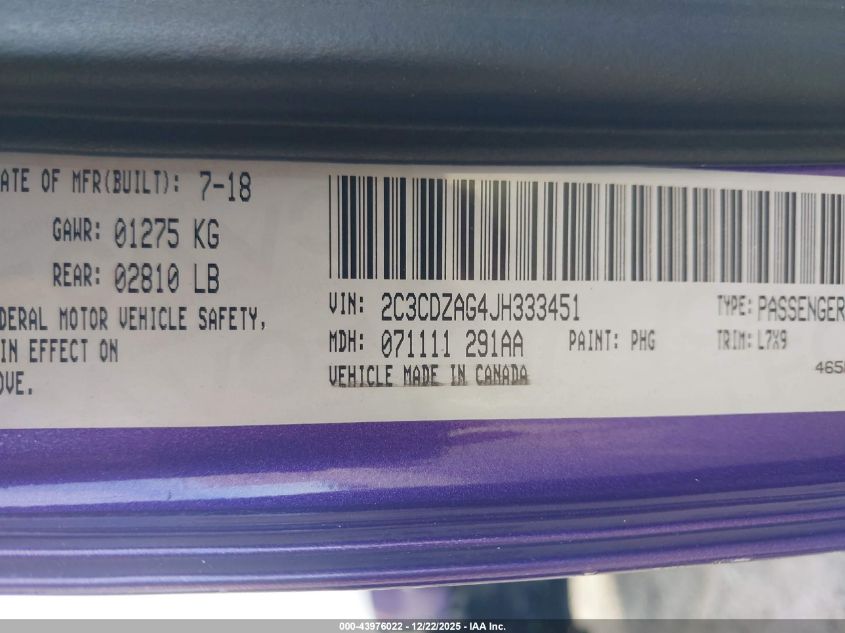 ATE OF MFR(BUILT): 7-18
GAWR: 01275 KG
REAR: 02810 LB
DERAL MOTOR VEHICLE SAFETY,
IN EFFECT ON
OVE.
VIN: 2C3CDZAG4JH333451
TYPE: PASSENGER
MDH: 071111 291AA
PAINT: PHG
TRIM: L7X9
VEHICLE MADE IN CANADA
465
000-43976022 - 12/22/2025 - IAA Inc.